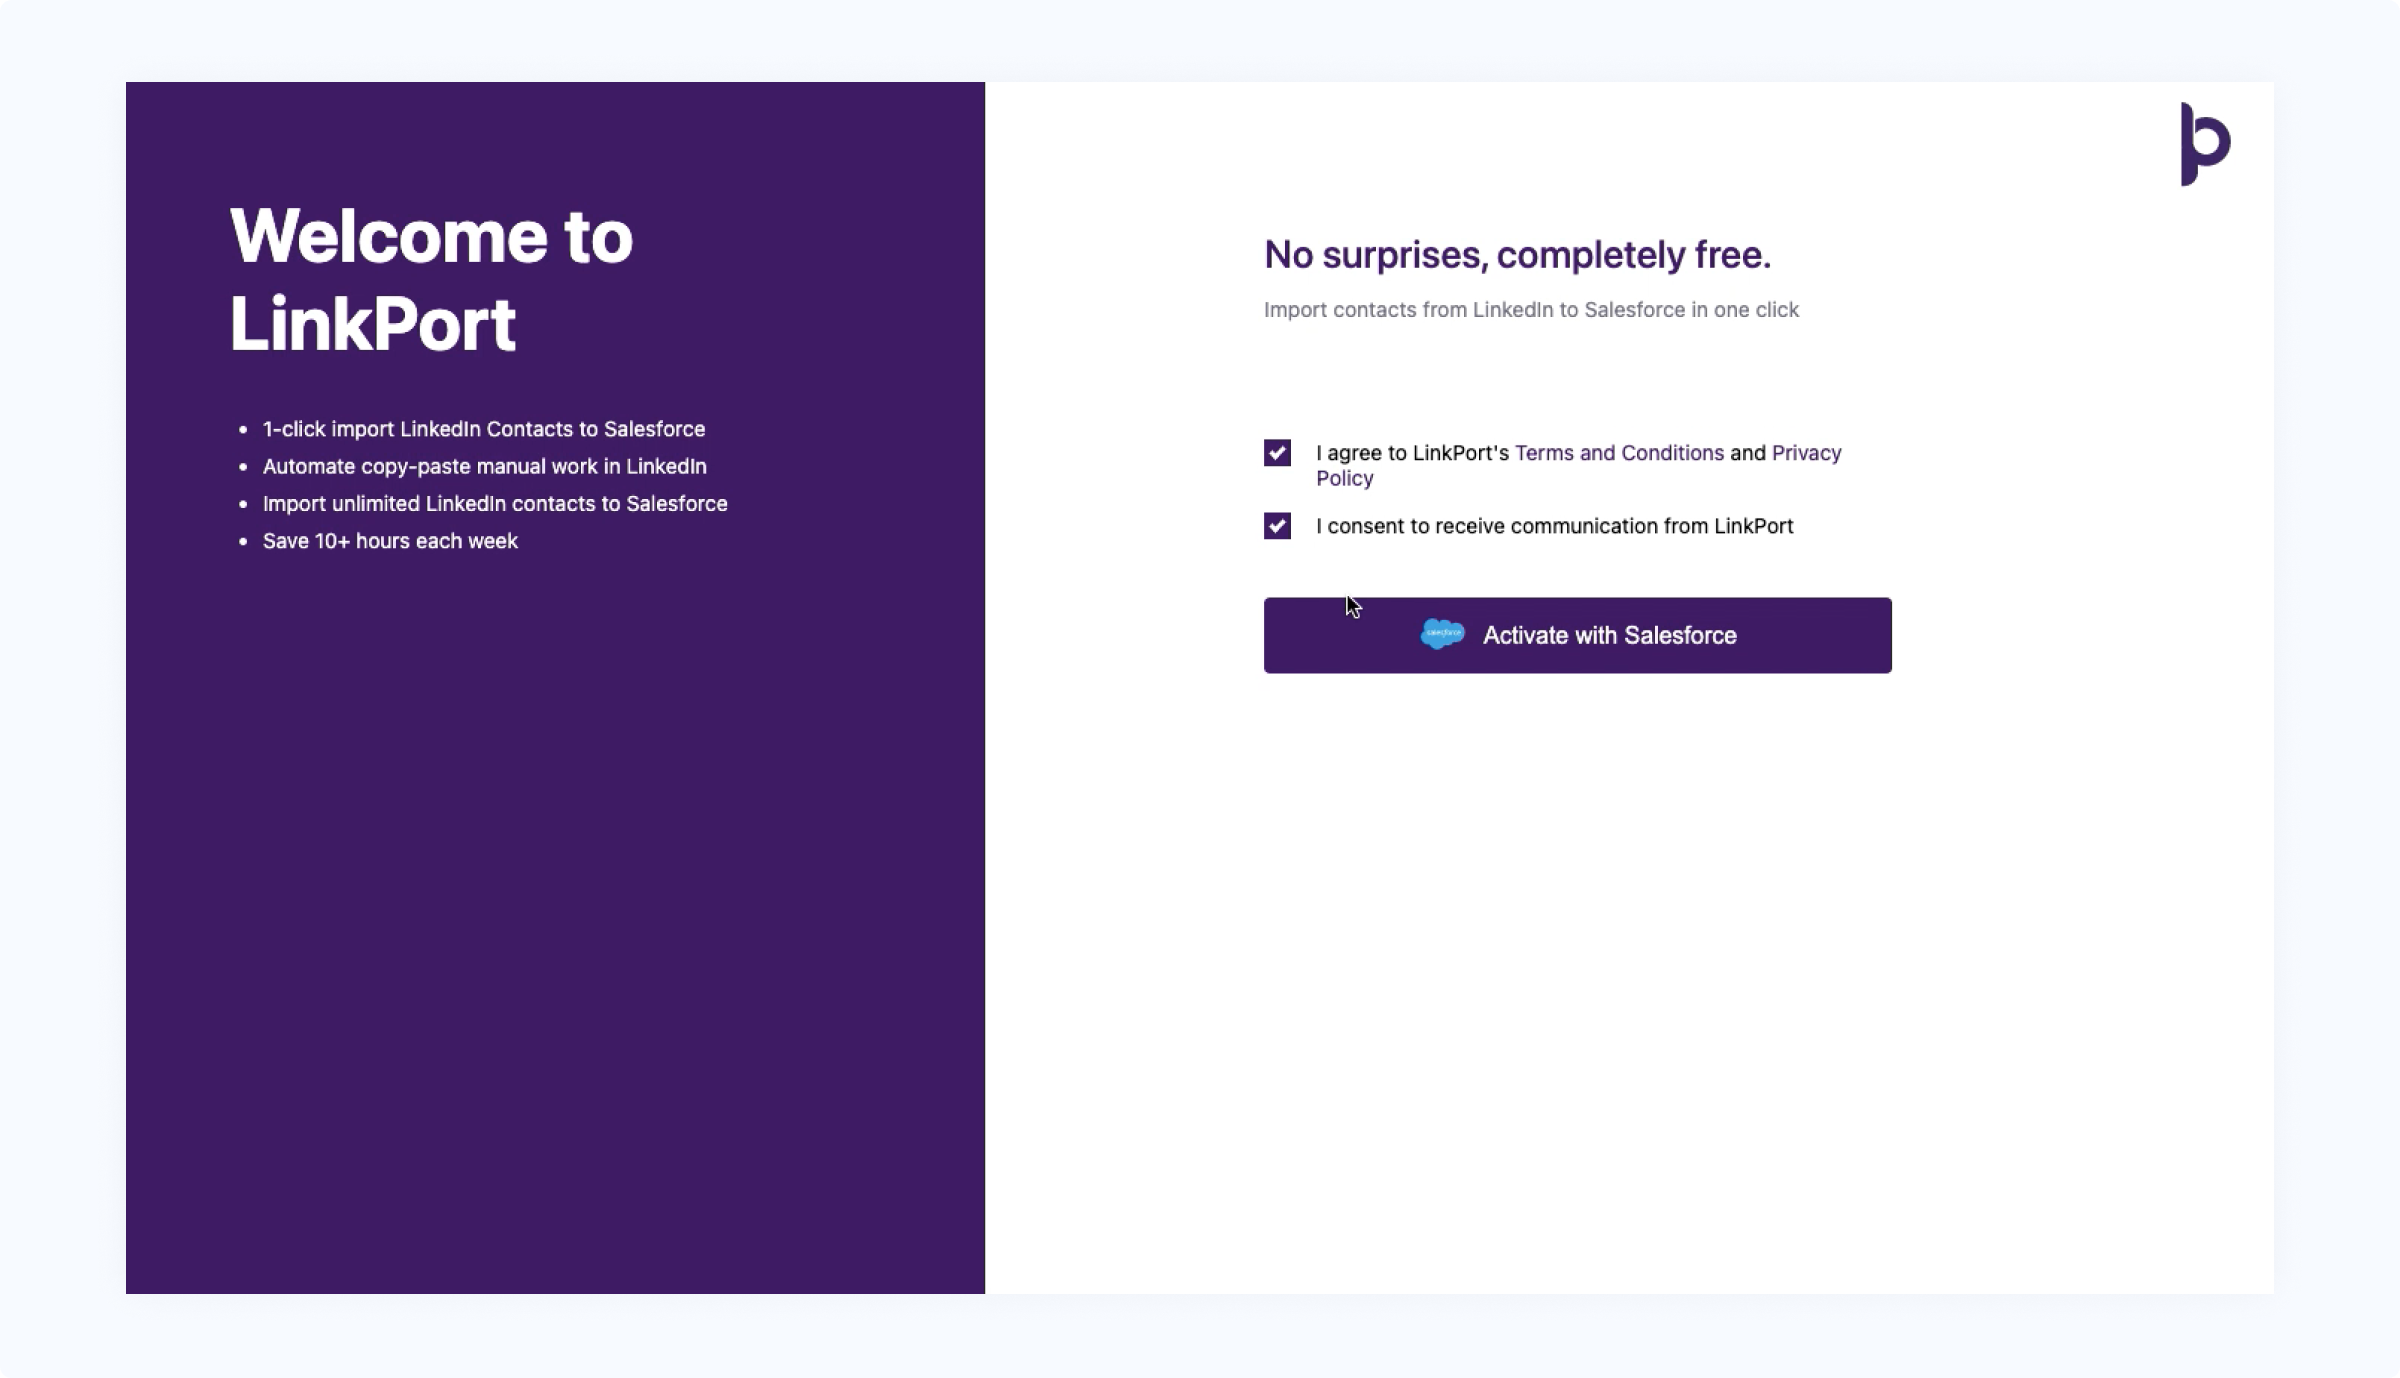 Welcome to
LinkPort
• 1-click import LinkedIn Contacts to Salesforce
• Automate copy-paste manual work in LinkedIn
• Import unlimited LinkedIn contacts to Salesforce
• Save 10+ hours each week
No surprises, completely free.
Import contacts from LinkedIn to Salesforce in one click
I agree to LinkPort's Terms and Conditions and Privacy
Policy
I consent to receive communication from LinkPort
salesforce Activate with Salesforce